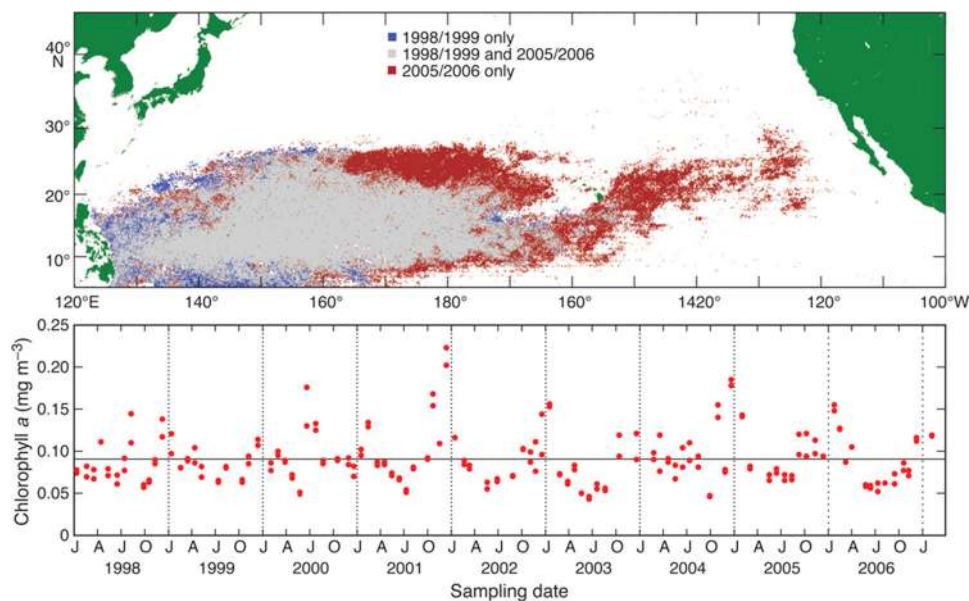 1998/1999 only
1998/1999 and 2005/2006
2005/2006 only
40°
N
30°
20°
10°
120°E 140° 160° 180° 160° 1420° 120° 100°W
0.25
0.20
0.15
0.10
0.05
0
Chlorophyll a (mg m⁻³)
J A J O J A J O J A J O J A J O J A J O J A J O J A J O J A J O J A J O J
1998 1999 2000 2001 2002 2003 2004 2005 2006
Sampling date